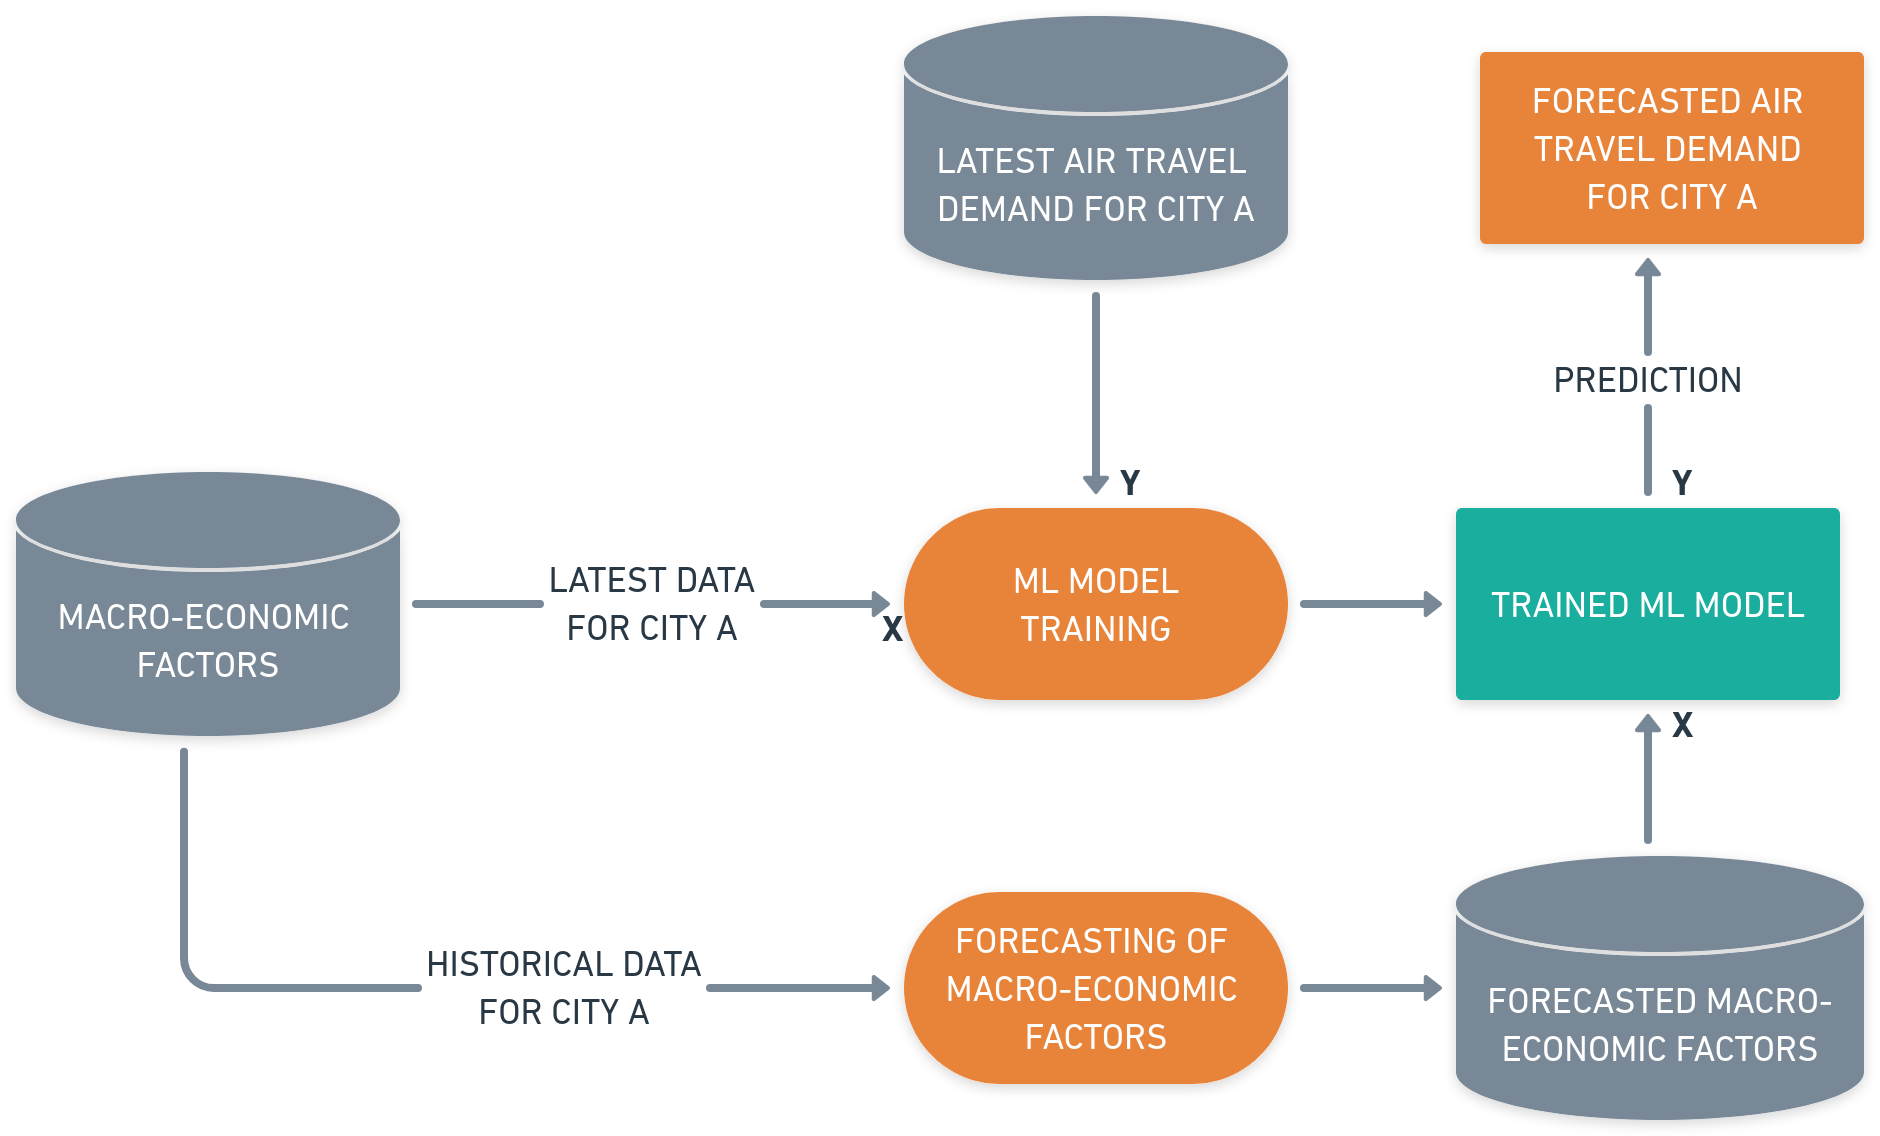 LATEST AIR TRAVEL
DEMAND FOR CITY A
FORECASTED AIR
TRAVEL DEMAND
FOR CITY A
PREDICTION
Y
Y
MACRO-ECONOMIC
FACTORS
LATEST DATA
FOR CITY A
X
ML MODEL
TRAINING
TRAINED ML MODEL
X
HISTORICAL DATA
FOR CITY A
FORECASTING OF
MACRO-ECONOMIC
FACTORS
FORECASTED MACRO-
ECONOMIC FACTORS